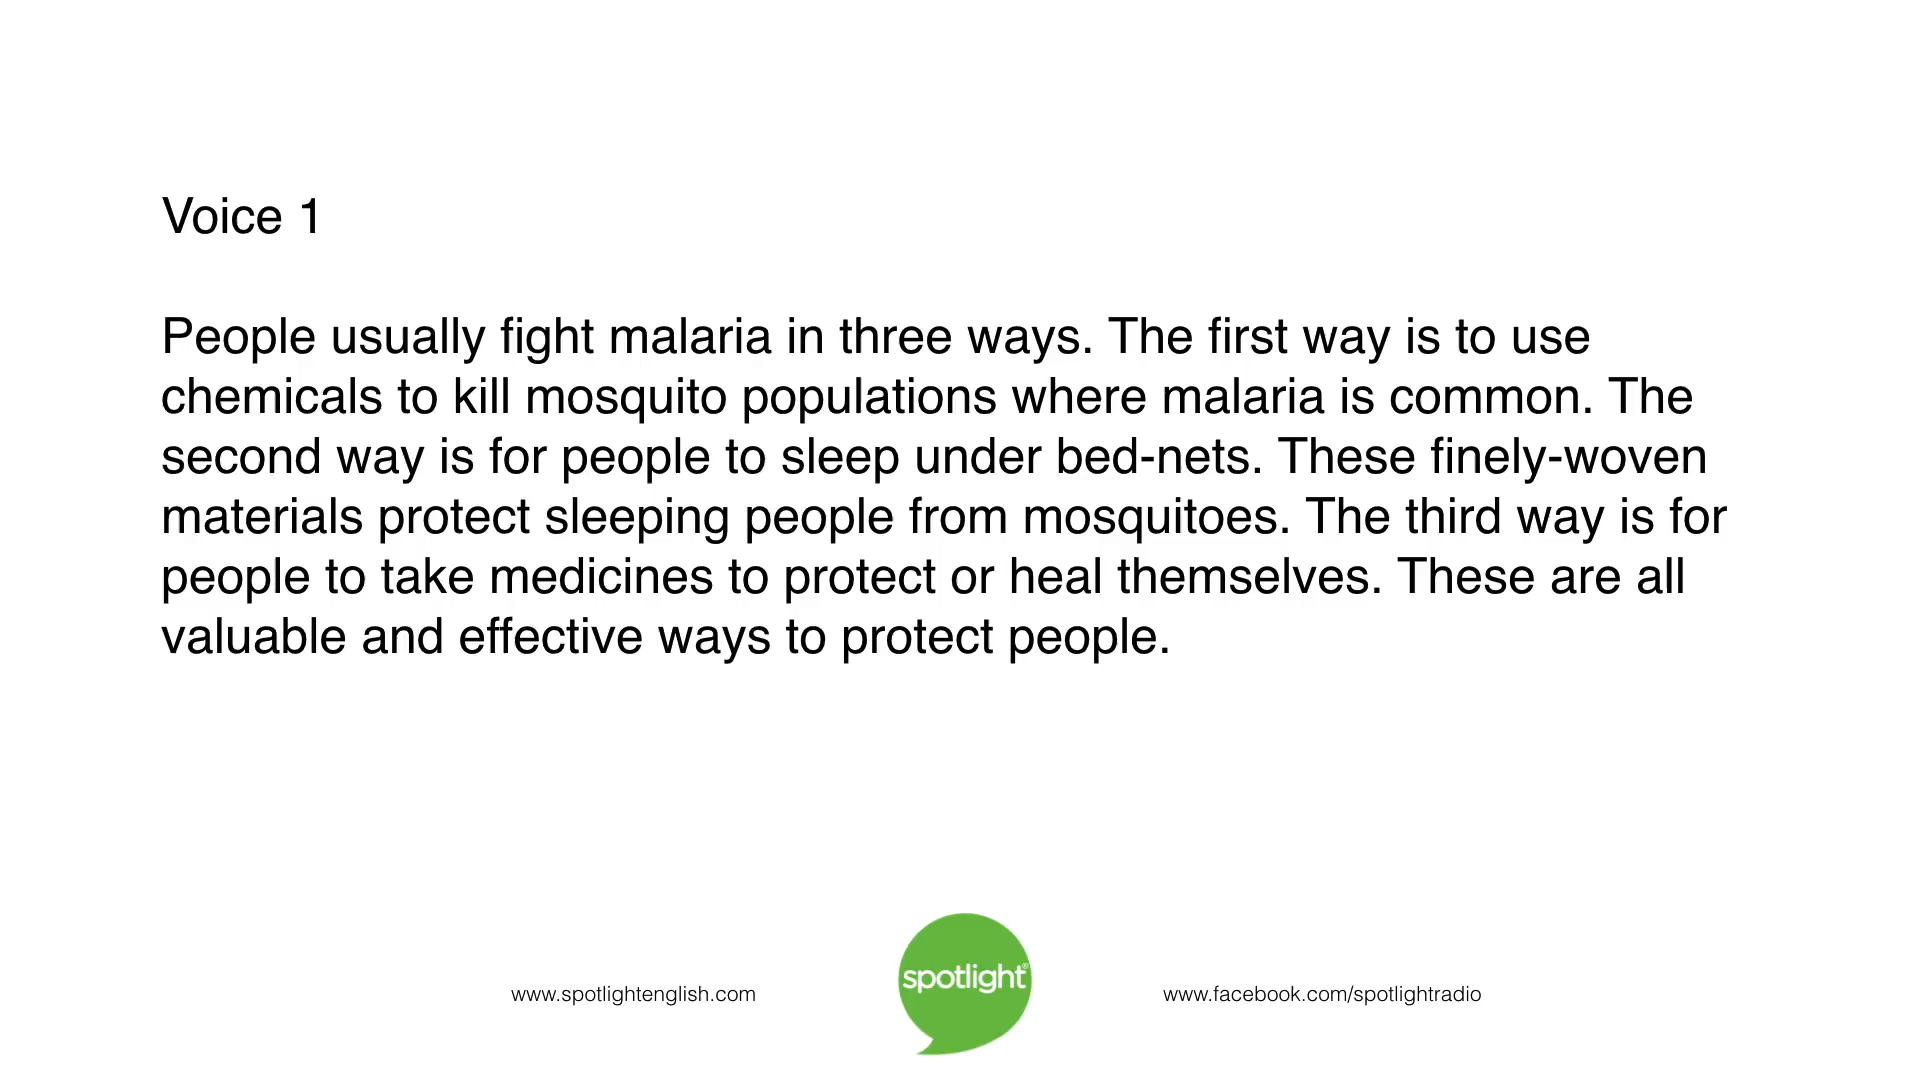 Voice 1
People usually fight malaria in three ways. The first way is to use
chemicals to kill mosquito populations where malaria is common. The
second way is for people to sleep under bed-nets. These finely-woven
materials protect sleeping people from mosquitoes. The third way is for
people to take medicines to protect or heal themselves. These are all
valuable and effective ways to protect people.
www.spotlightenglish.com
spotlight®
www.facebook.com/spotlightradio